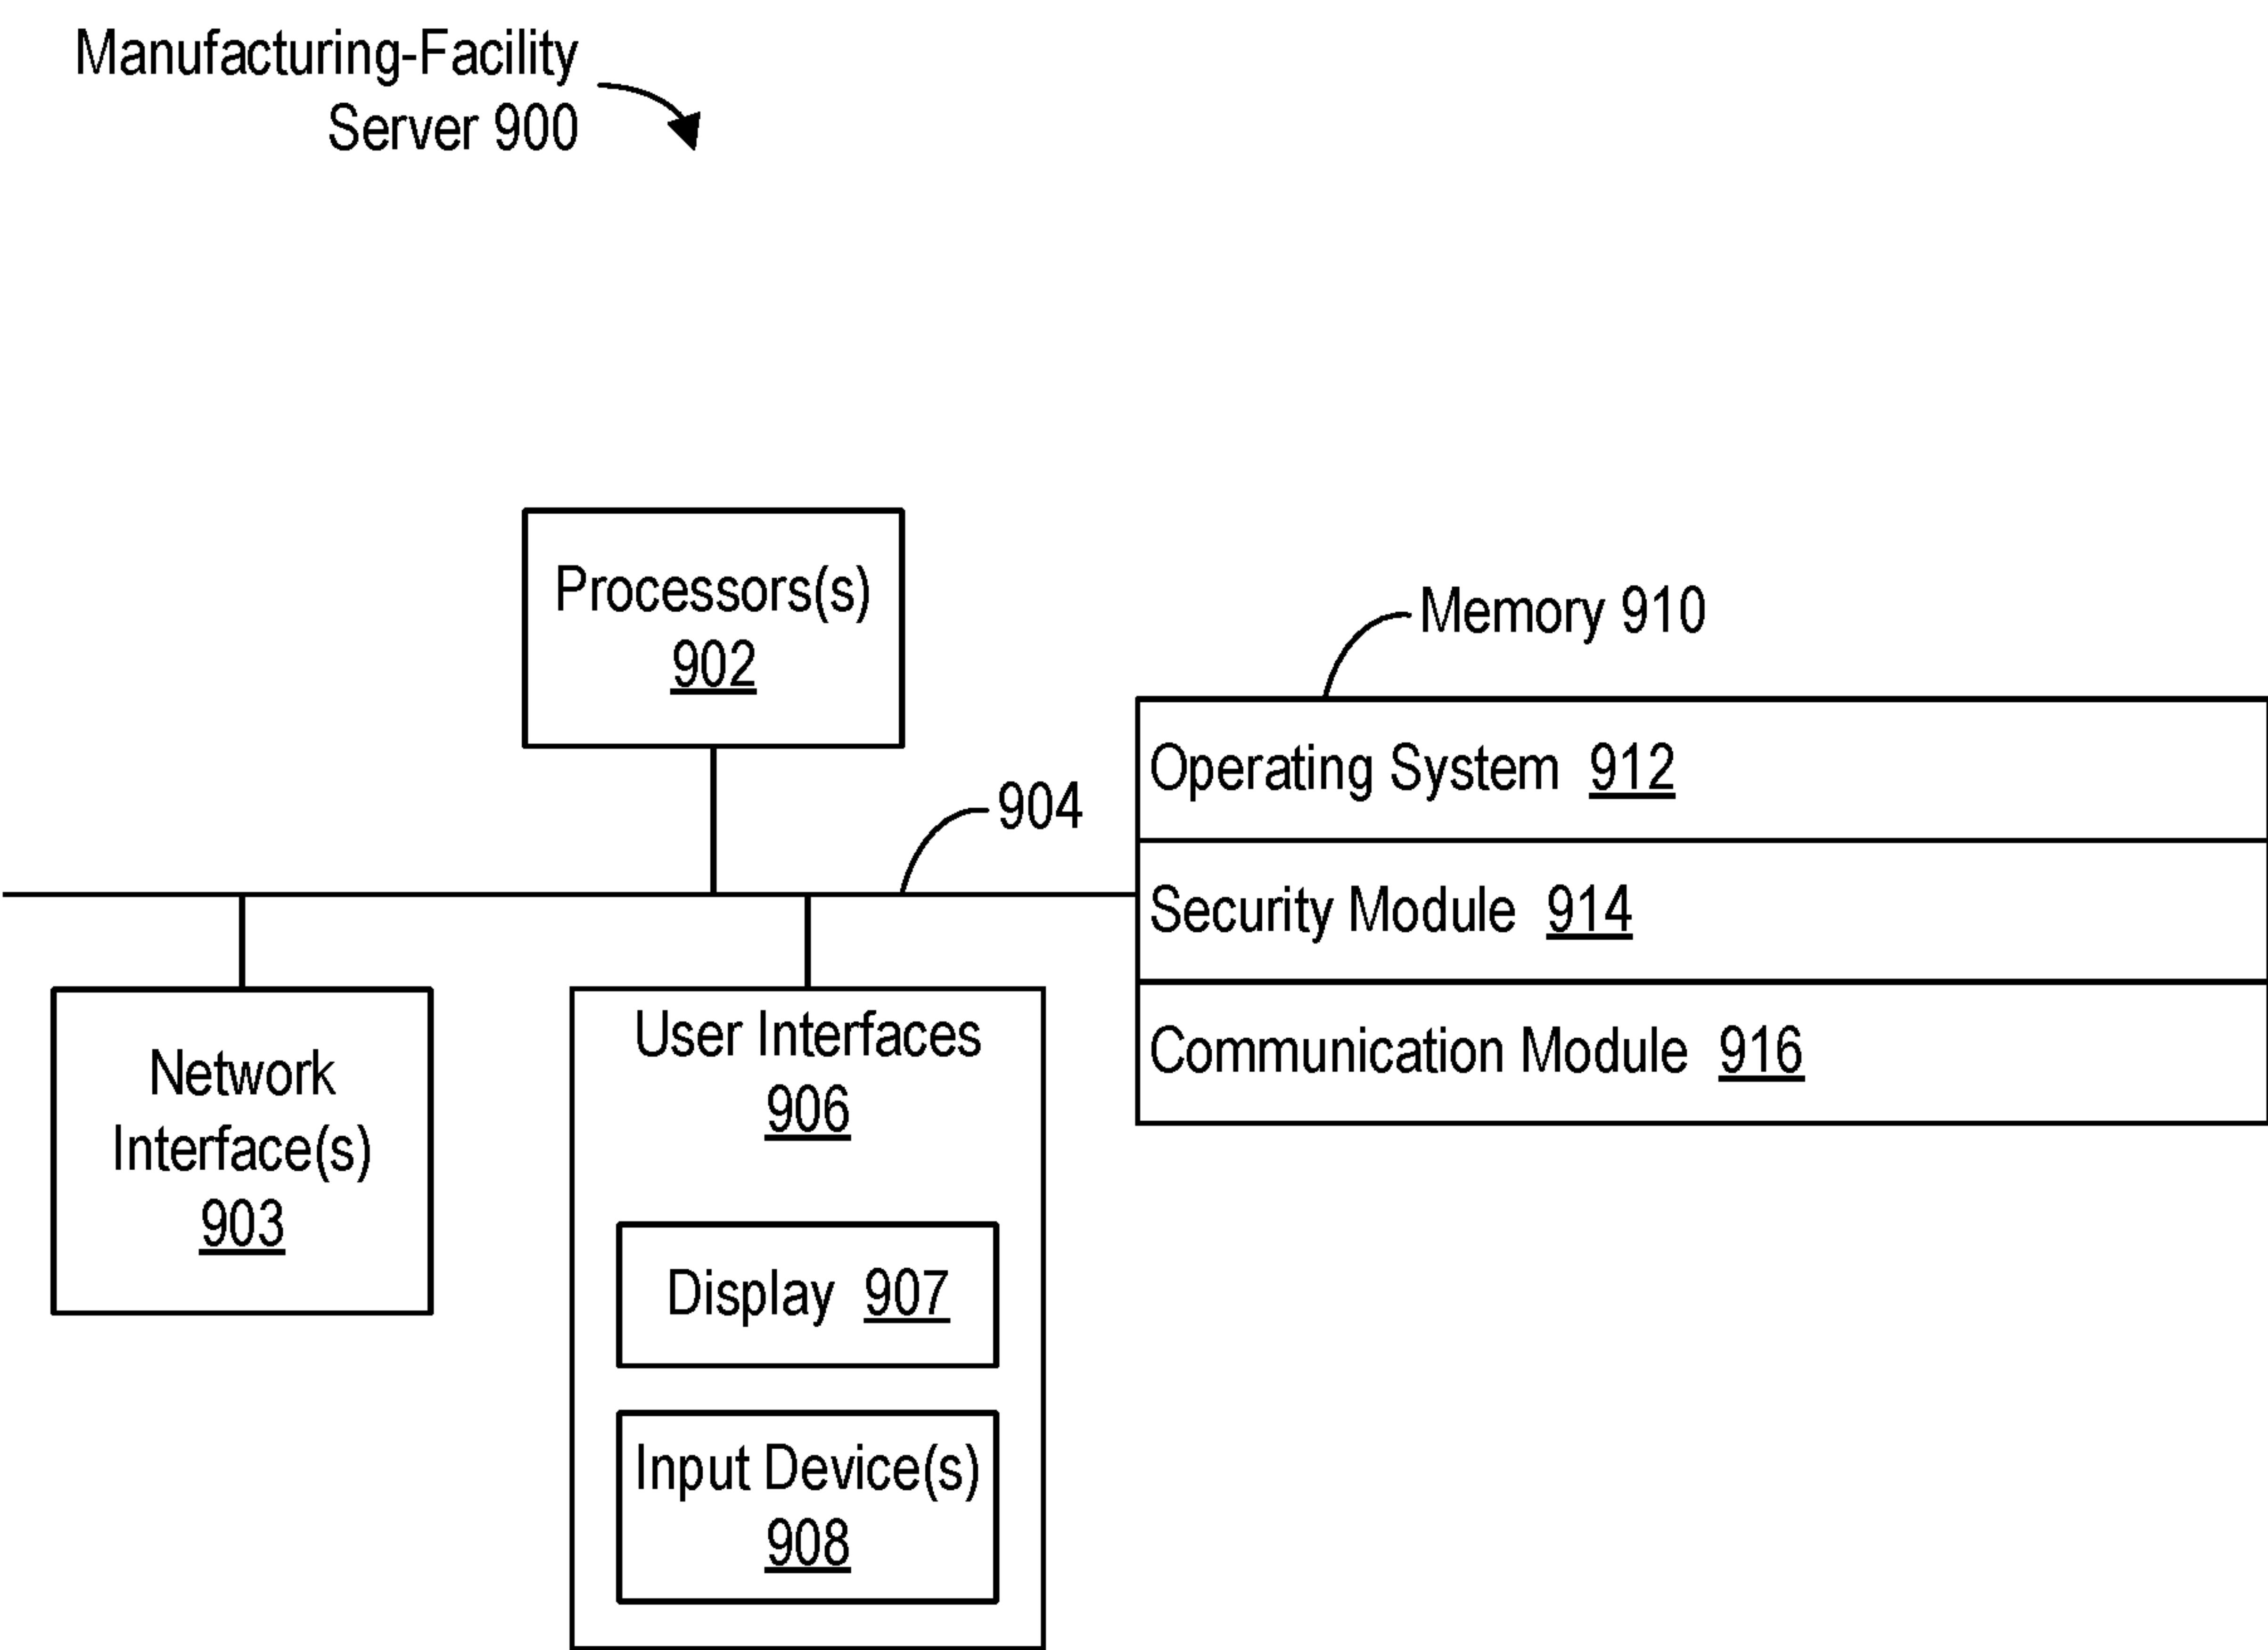 Manufacturing-Facility
Server 900
Processors(s)
902
Memory 910
Operating System 912
904
Security Module 914
Communication Module 916
Network
Interface(s)
903
User Interfaces
906
Display 907
Input Device(s)
908